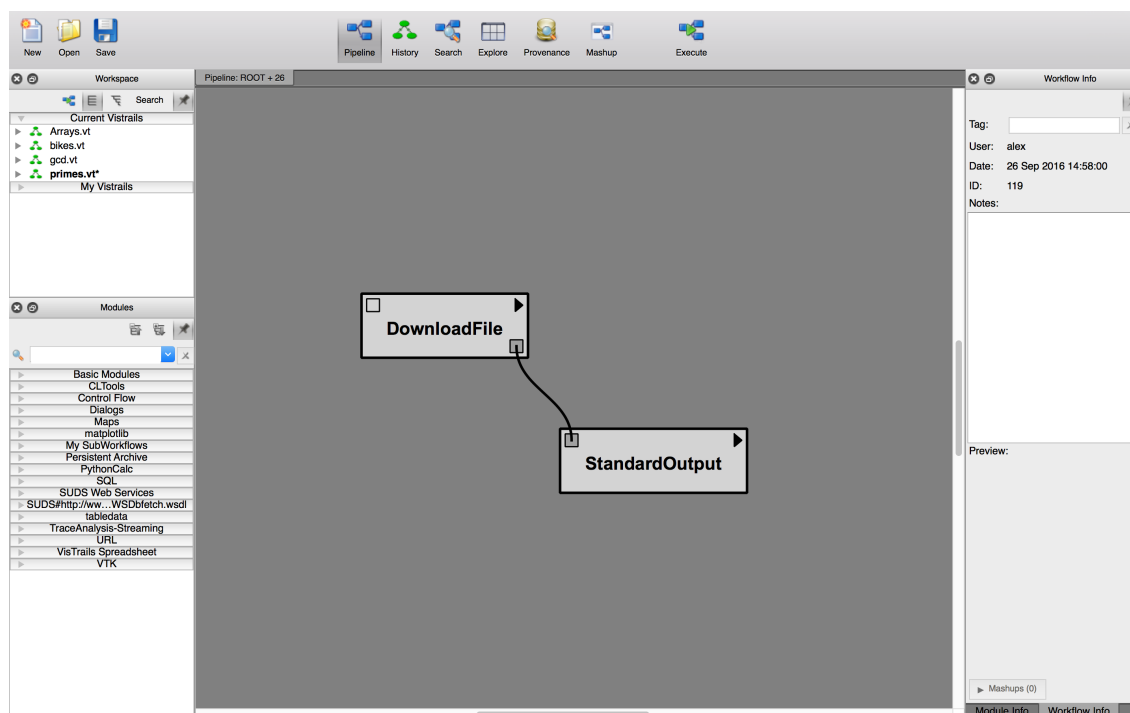 New Open Save Pipeline History Search Explore Provenance Mashup Execute
Workspace
Search
Current Vistrails
Arrays.vt
bikes.vt
gcd.vt
primes.vt*
My Vistrails
Modules
Basic Modules
CLTools
Control Flow
Dialogs
Maps
matplotlib
My SubWorkflows
Persistent Archive
PythonCalc
SQL
SUDS Web Services
SUDS#http://ww...WSDbfetch.wsdl
tabledata
TraceAnalysis-Streaming
URL
VisTrails Spreadsheet
VTK
Pipeline: ROOT + 26
DownloadFile
StandardOutput
Workflow Info
Tag:
User: alex
Date: 26 Sep 2016 14:58:00
ID: 119
Notes:
Preview:
Mashups (0)
Module Info Workflow Info